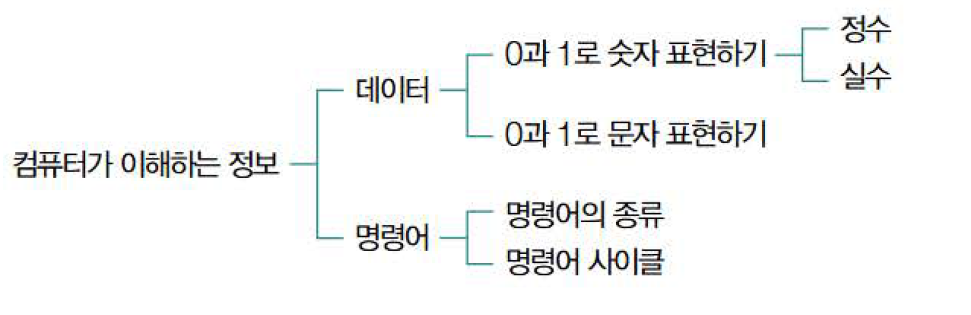 컴퓨터가 이해하는 정보
데이터
0과 1로 숫자 표현하기
정수
실수
0과 1로 문자 표현하기
명령어
명령어의 종류
명령어 사이클